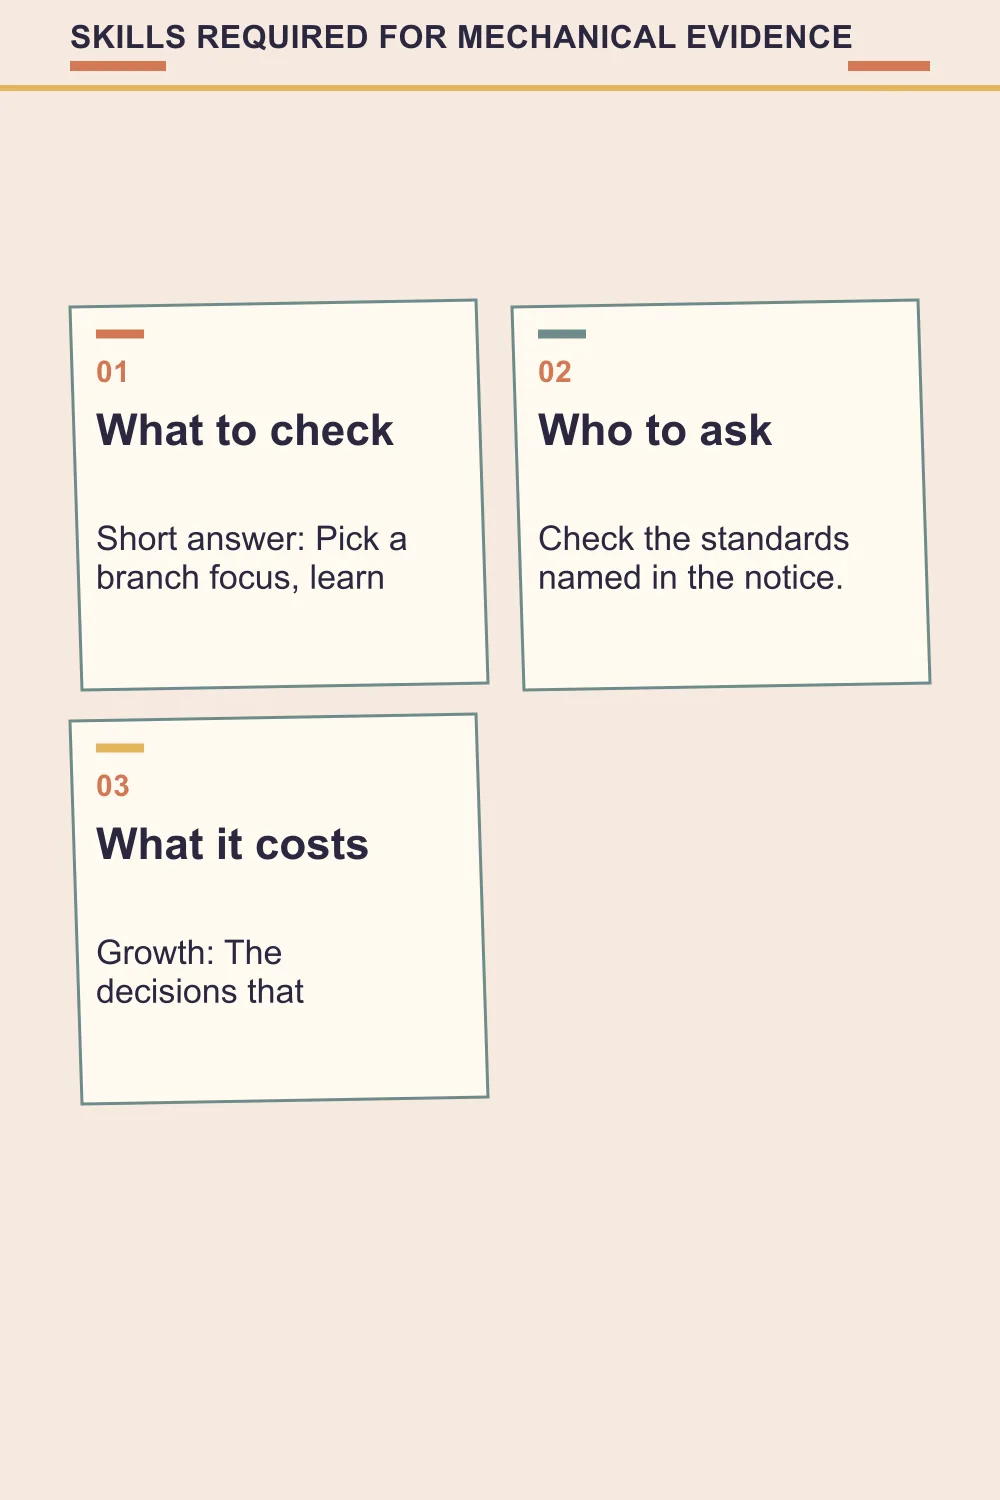 SKILLS REQUIRED FOR MECHANICAL EVIDENCE
01
What to check
Short answer: Pick a
branch focus, learn
02
Who to ask
Check the standards
named in the notice.
03
What it costs
Growth: The
decisions that